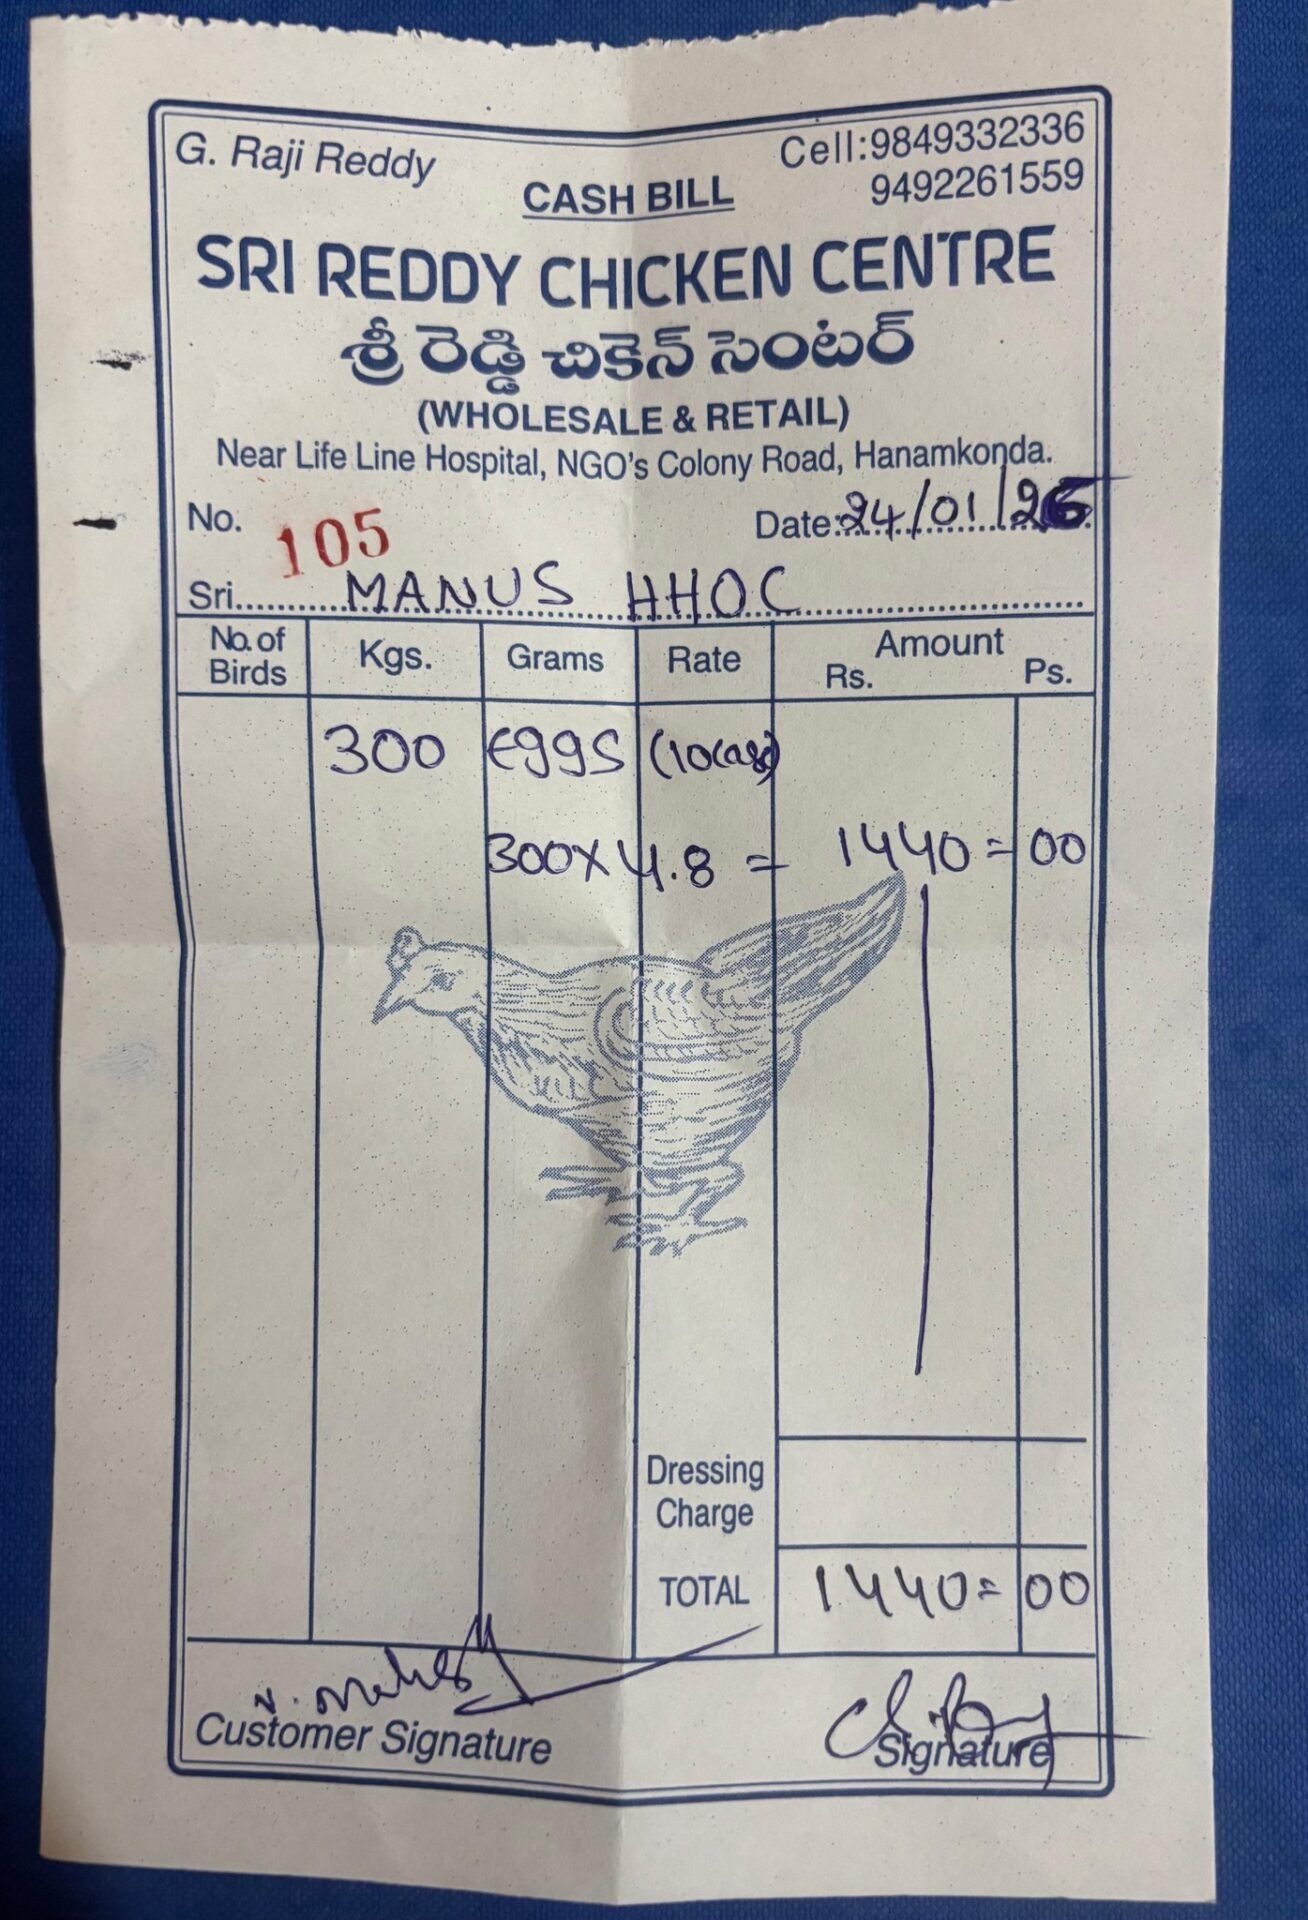 G. Raji Reddy
Cell:9849332336
9492261559
CASH BILL
SRI REDDY CHICKEN CENTRE
శ్రీ రెడ్డి చికెన్ సెంటర్
(WHOLESALE & RETAIL)
Near Life Line Hospital, NGO's Colony Road, Hanamkonda.
No. 105 Date: 24/01/26
Sri. MANUS HHOC
No. of Birds Kgs. Grams Rate Amount Rs. Ps.
300 eggs
300 x 4.8 = 1440 = 00
Dressing Charge
TOTAL 1440 = 00
Customer Signature Signature